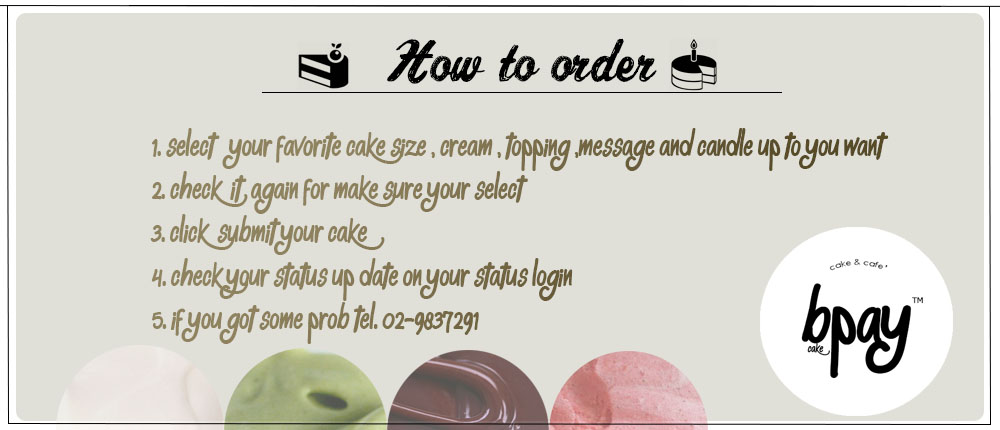 How to order
1. select your favorite cake size , cream , topping ,message and candle up to you want
2. check it again for make sure your select
3. click submit your cake
4. check your status up date on your status login
5. if you got some prob tel. 02-9837291
cake & cafe'
bpay™
cake